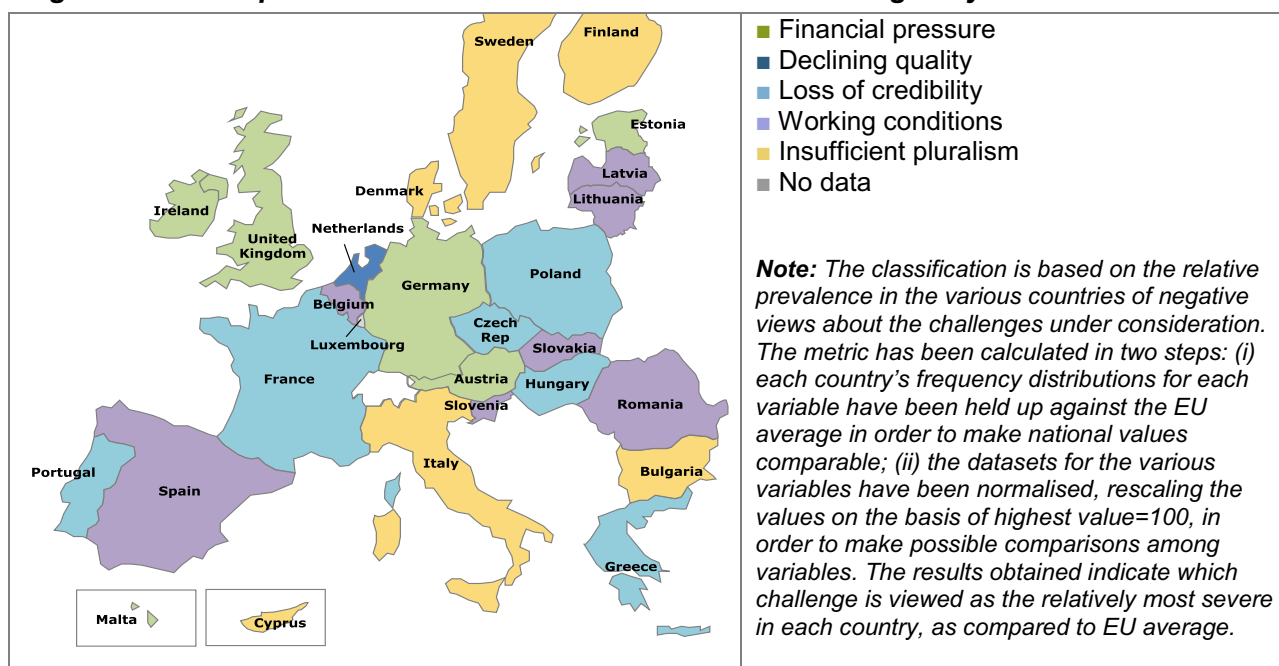 Sweden
Finland
Estonia
Latvia
Lithuania
Denmark
Ireland
United
Kingdom
Netherlands
Belgium
Luxembourg
Germany
Poland
Czech
Rep
Slovakia
Austria
Hungary
Slovenia
France
Romania
Italy
Bulgaria
Portugal
Spain
Greece
Malta
Cyprus
Financial pressure
Declining quality
Loss of credibility
Working conditions
Insufficient pluralism
No data
Note: The classification is based on the relative
prevalence in the various countries of negative
views about the challenges under consideration.
The metric has been calculated in two steps: (i)
each country's frequency distributions for each
variable have been held up against the EU
average in order to make national values
comparable; (ii) the datasets for the various
variables have been normalised, rescaling the
values on the basis of highest value=100, in
order to make possible comparisons among
variables. The results obtained indicate which
challenge is viewed as the relatively most severe
in each country, as compared to EU average.